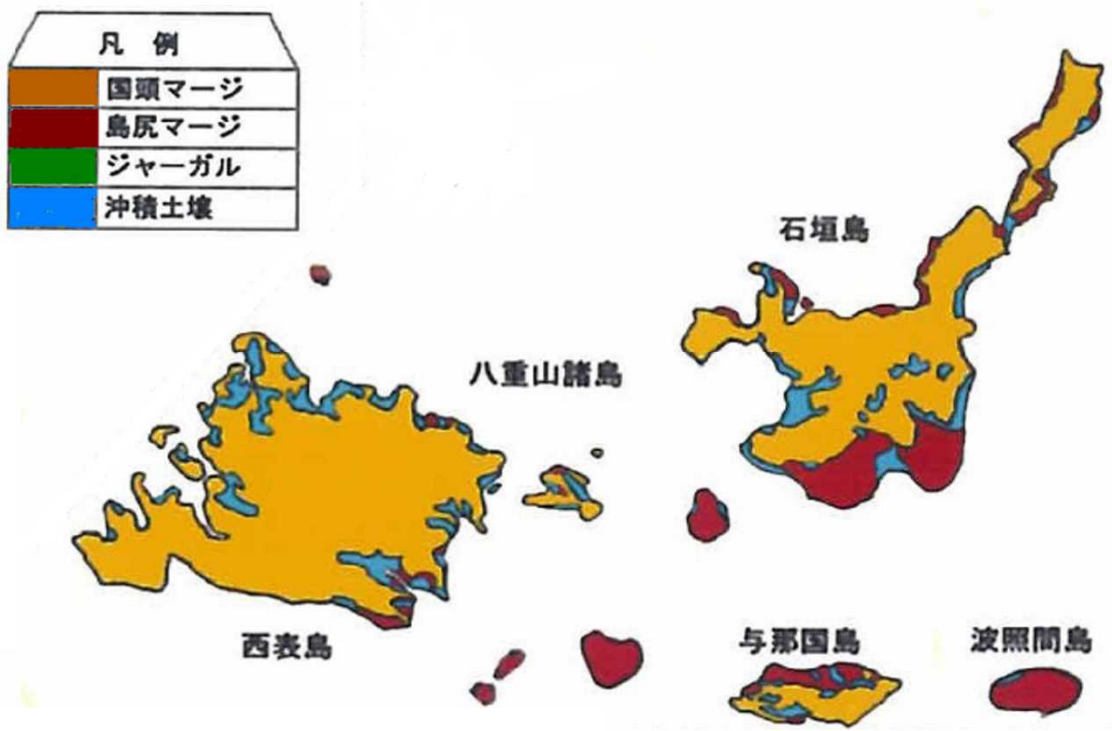 凡 例
国頭マージ
島尻マージ
ジャーガル
沖積土壌
石垣島
八重山諸島
西表島
与那国島
波照間島